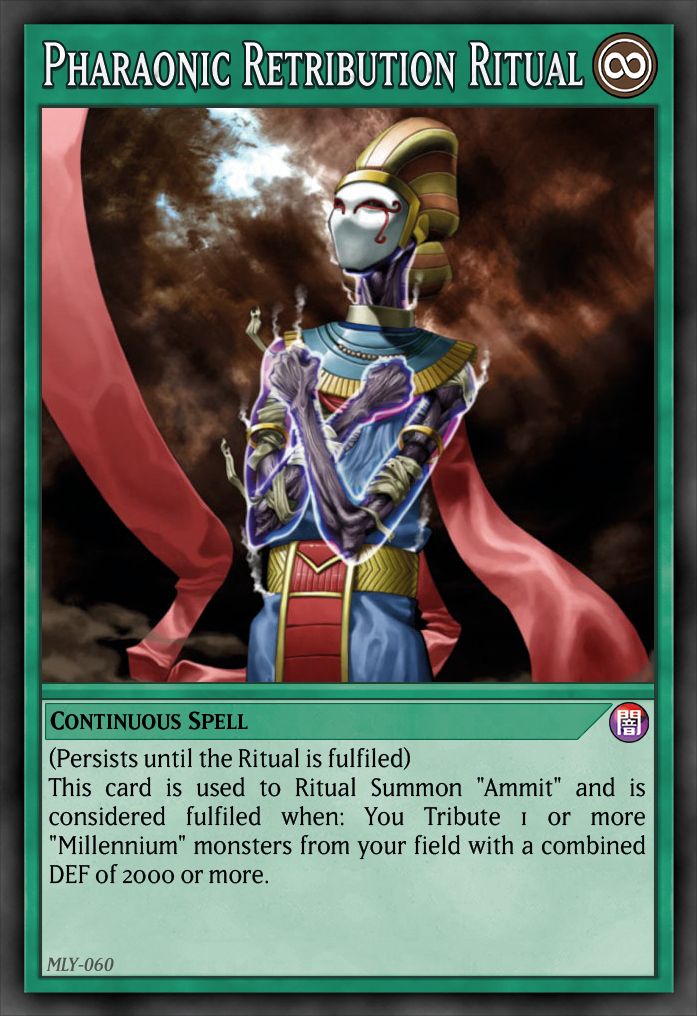 Pharaonic Retribution Ritual
Continuous Spell
闇
(Persists until the Ritual is fulfiled)
This card is used to Ritual Summon "Ammit" and is
considered fulfiled when: You Tribute 1 or more
"Millennium" monsters from your field with a combined
DEF of 2000 or more.
MLY-060